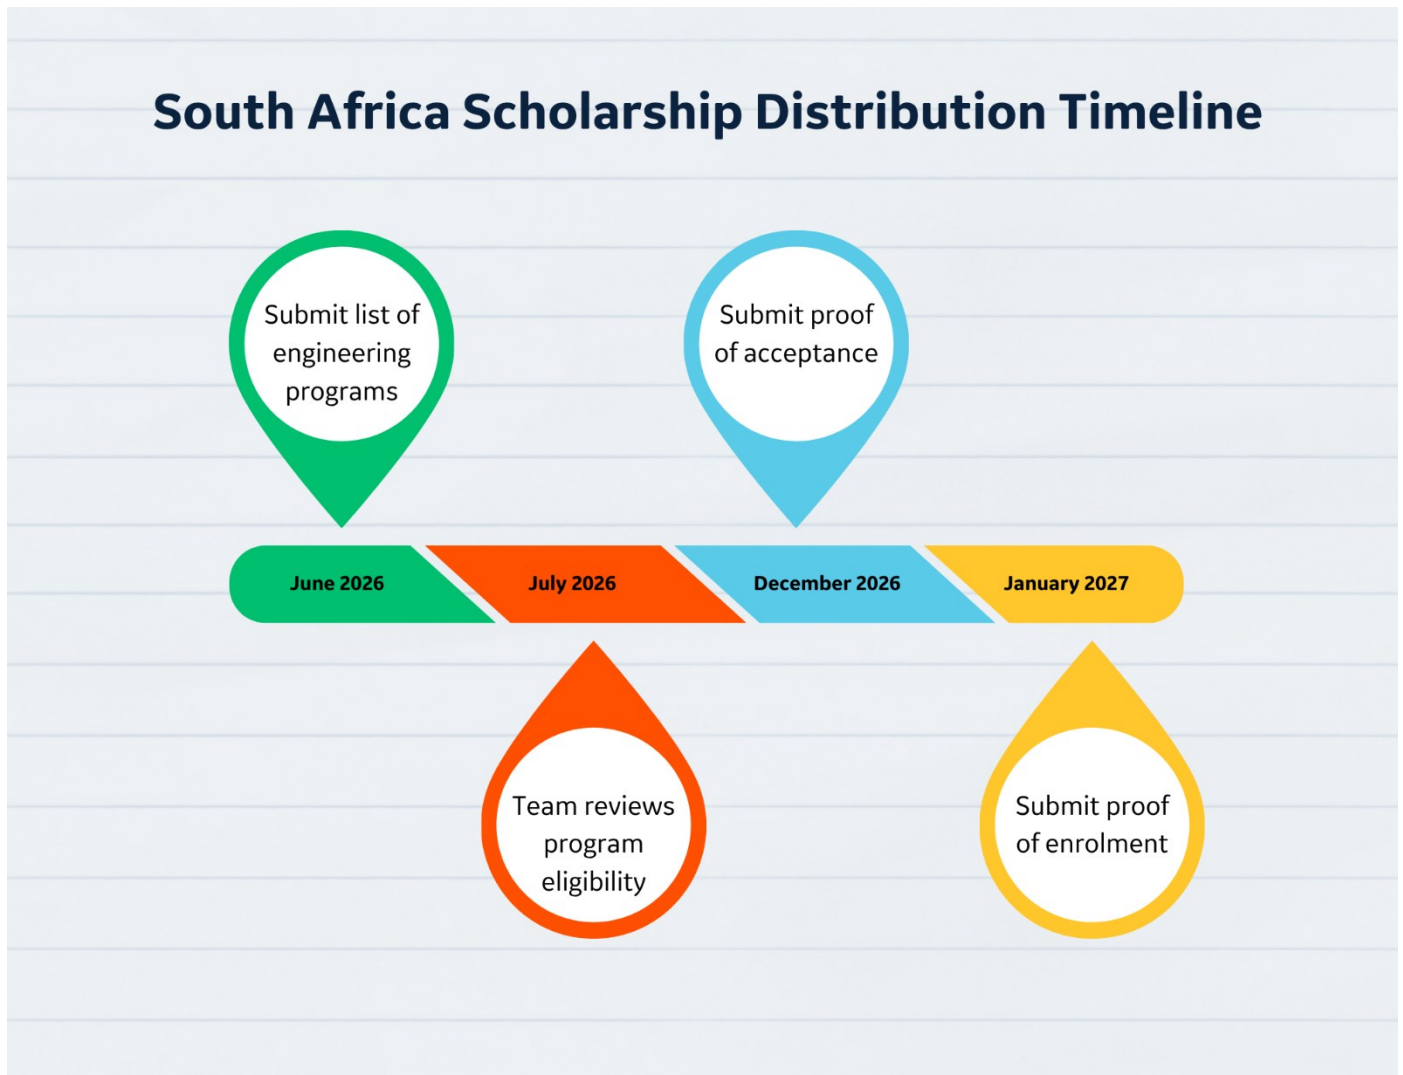 South Africa Scholarship Distribution Timeline
Submit list of
engineering
programs
Submit proof
of acceptance
June 2026
July 2026
December 2026
January 2027
Team reviews
program
eligibility
Submit proof
of enrolment